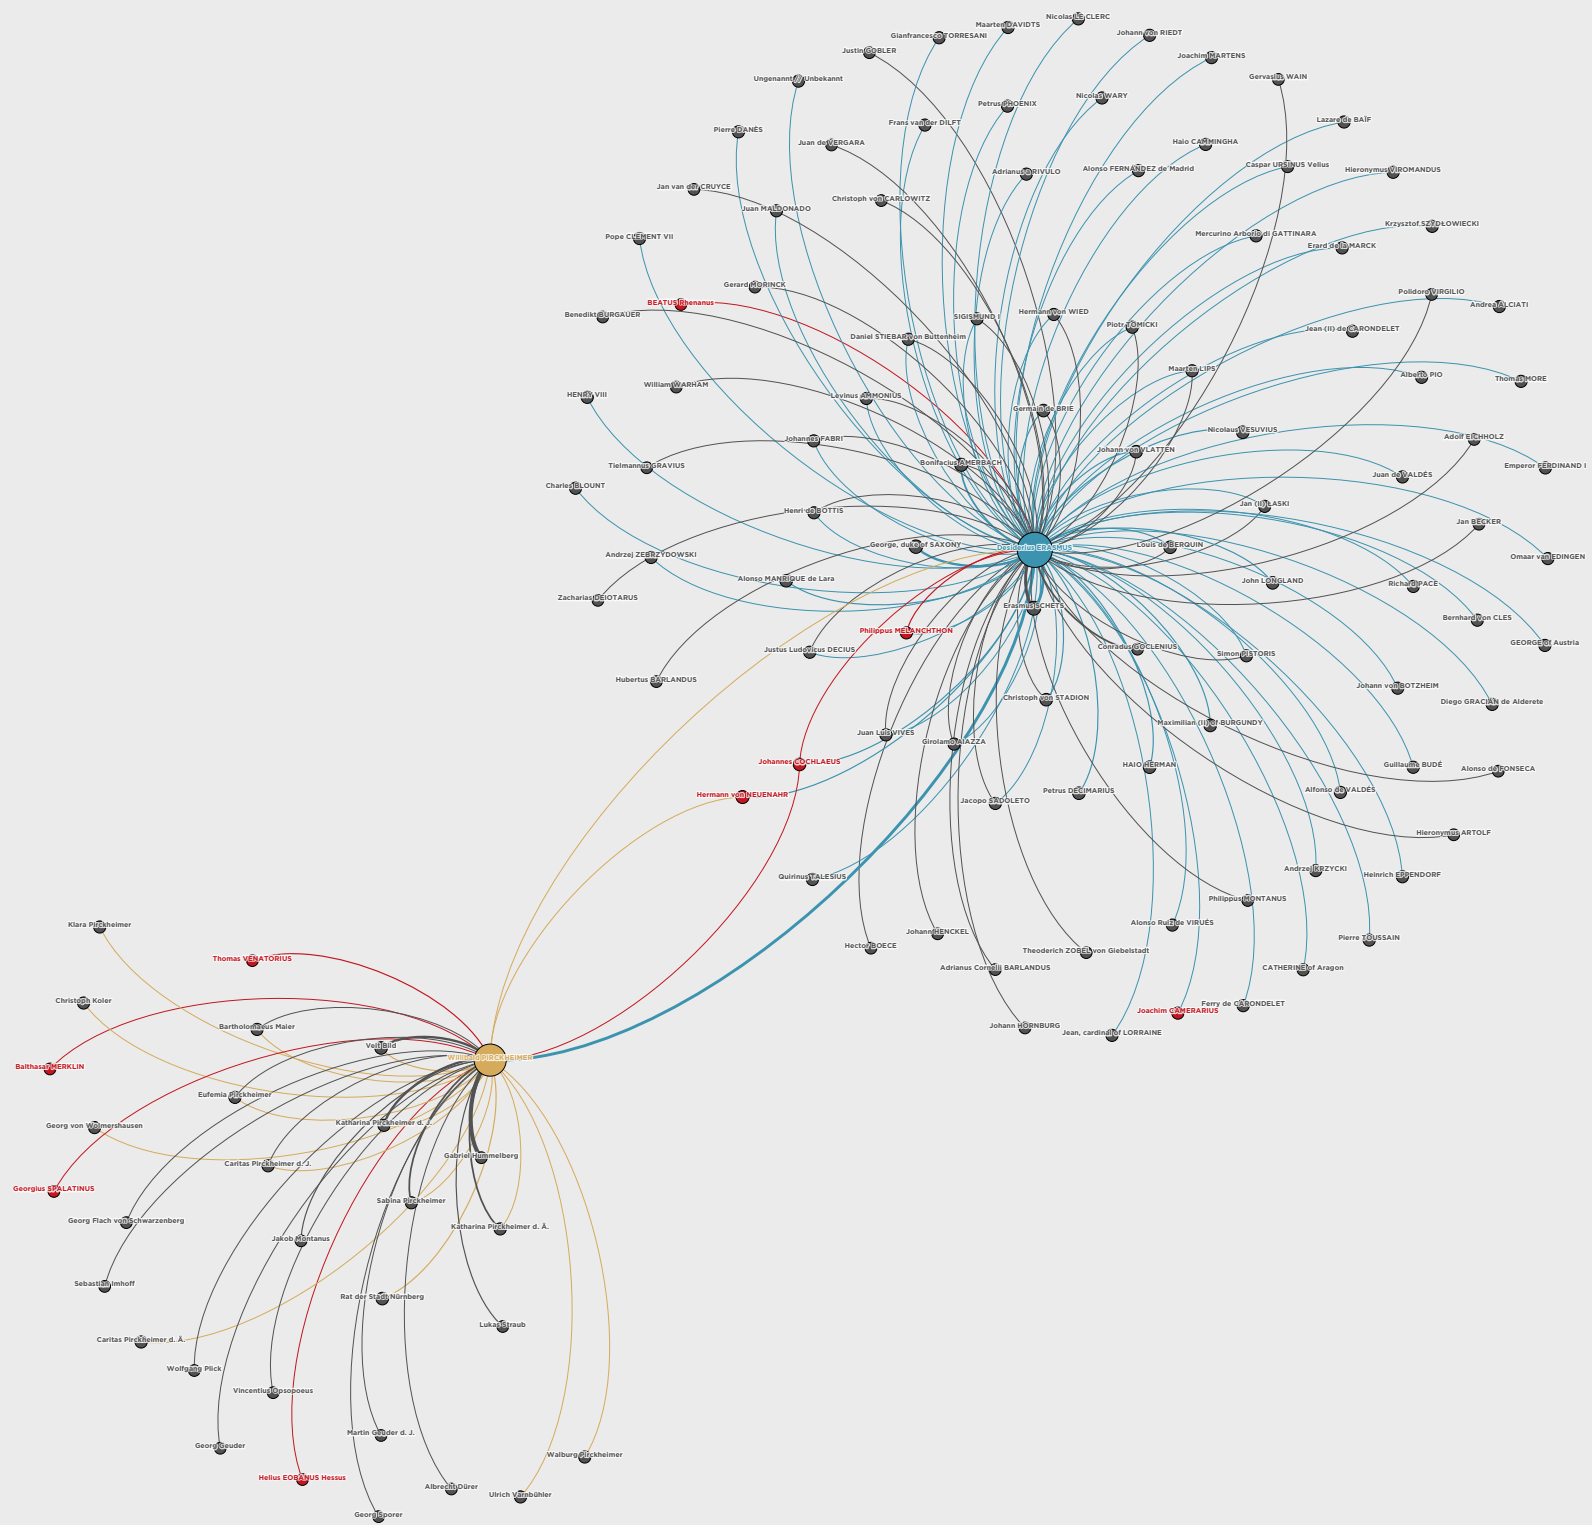 Nicolas LE CLERC
Maarten DAVIDTS
Gianfrancesco TORRESANI
Johann von RIEDT
Justin GOBLER
Joachim MARTENS
Ungenannt // Unbekannt
Gervasius WAIN
Nicolas WARY
Petrus PHOENIX
Frans van der DILFT
Lazare de BAÏF
Pierre DANÈS
Juan de VERGARA
Haio CAMMINGHA
Caspar URSINUS Velius
Adrianus a RIVULO
Alonso FERNÁNDEZ de Madrid
Hieronymus VIROMANDUS
Jan van der CRUYCE
Christoph von CARLOWITZ
Juan MALDONADO
Krzysztof SZYDŁOWIECKI
Mercurino Arborio di GATTINARA
Pope CLEMENT VII
Erard de la MARCK
Gerard MORINCK
Polidoro VIRGILIO
BEATUS Rhenanus
Andrea ALCIATI
Benedikt BURGAUER
SIGISMUND I
Hermann von WIED
Piotr TOMICKI
Jean (II) de CARONDELET
Daniel STIEBAR von Buttenheim
Maarten LIPS
Alberto PIO
Thomas MORE
William WARHAM
HENRY VIII
Levinus AMMONIUS
Germain de BRIE
Nicolaus VESUVIUS
Johannes FABRI
Adolf EICHHOLZ
Johann von VLATTEN
Bonifacius AMERBACH
Tielmannus GRAVIUS
Emperor FERDINAND I
Juan de VALDÉS
Charles BLOUNT
Jan (II) ŁASKI
Henri de BOTTIS
Jan BECKER
George, duke of SAXONY
Desiderius ERASMUS
Louis de BERQUIN
Andrzej ZEBRZYDOWSKI
Omaar van EDINGEN
Alonso MANRIQUE de Lara
John LONGLAND
Richard PACE
Zacharias DEIOTARUS
Erasmus SCHETS
Bernhard von CLES
Philippus MELANCHTHON
GEORGE of Austria
Justus Ludovicus DECIUS
Conradus GOCLENIUS
Simon PISTORIS
Hubertus BARLANDUS
Johann von BOTZHEIM
Christoph von STADION
Diego GRACIÁN de Alderete
Maximilian (II) of BURGUNDY
Juan Luis VIVES
Girolamo AIAZZA
Johannes COCHLAEUS
HAIO HERMAN
Guillaume BUDÉ
Alonso de FONSECA
Hermann von NEUENAHR
Petrus DECIMARIUS
Alfonso de VALDÉS
Jacopo SADOLETO
Hieronymus ARTOLF
Andrzej KRZYCKI
Quirinus TALESIUS
Heinrich EPPENDORF
Philippus MONTANUS
Klara Pirckheimer
Alonso Ruiz de VIRUÉS
Johann HENCKEL
Pierre TOUSSAIN
Hector BOECE
Theoderich ZOBEL von Giebelstadt
Thomas VENATORIUS
Adrianus Cornelii BARLANDUS
CATHERINE of Aragon
Christoph Koler
Ferry de CARONDELET
Joachim CAMERARIUS
Bartholomaeus Maier
Johann HORNBURG
Jean, cardinal of LORRAINE
Veit Bild
Willibald PIRCKHEIMER
Balthasar MERKLIN
Eufemia Pirckheimer
Katharina Pirckheimer d. J.
Georg von Wolmershausen
Gabriel Hummelberg
Caritas Pirckheimer d. J.
Georgius SPALATINUS
Sabina Pirckheimer
Georg Flach von Schwarzenberg
Katharina Pirckheimer d. Ä.
Jakob Montanus
Sebastian Imhoff
Rat der Stadt Nürnberg
Lukas Straub
Caritas Pirckheimer d. Ä.
Wolfgang Plick
Vincentius Opsopoeus
Martin Geuder d. J.
Georg Geuder
Walburg Pirckheimer
Helius EOBANUS Hessus
Albrecht Dürer
Ulrich Varnbühler
Georg Sporer